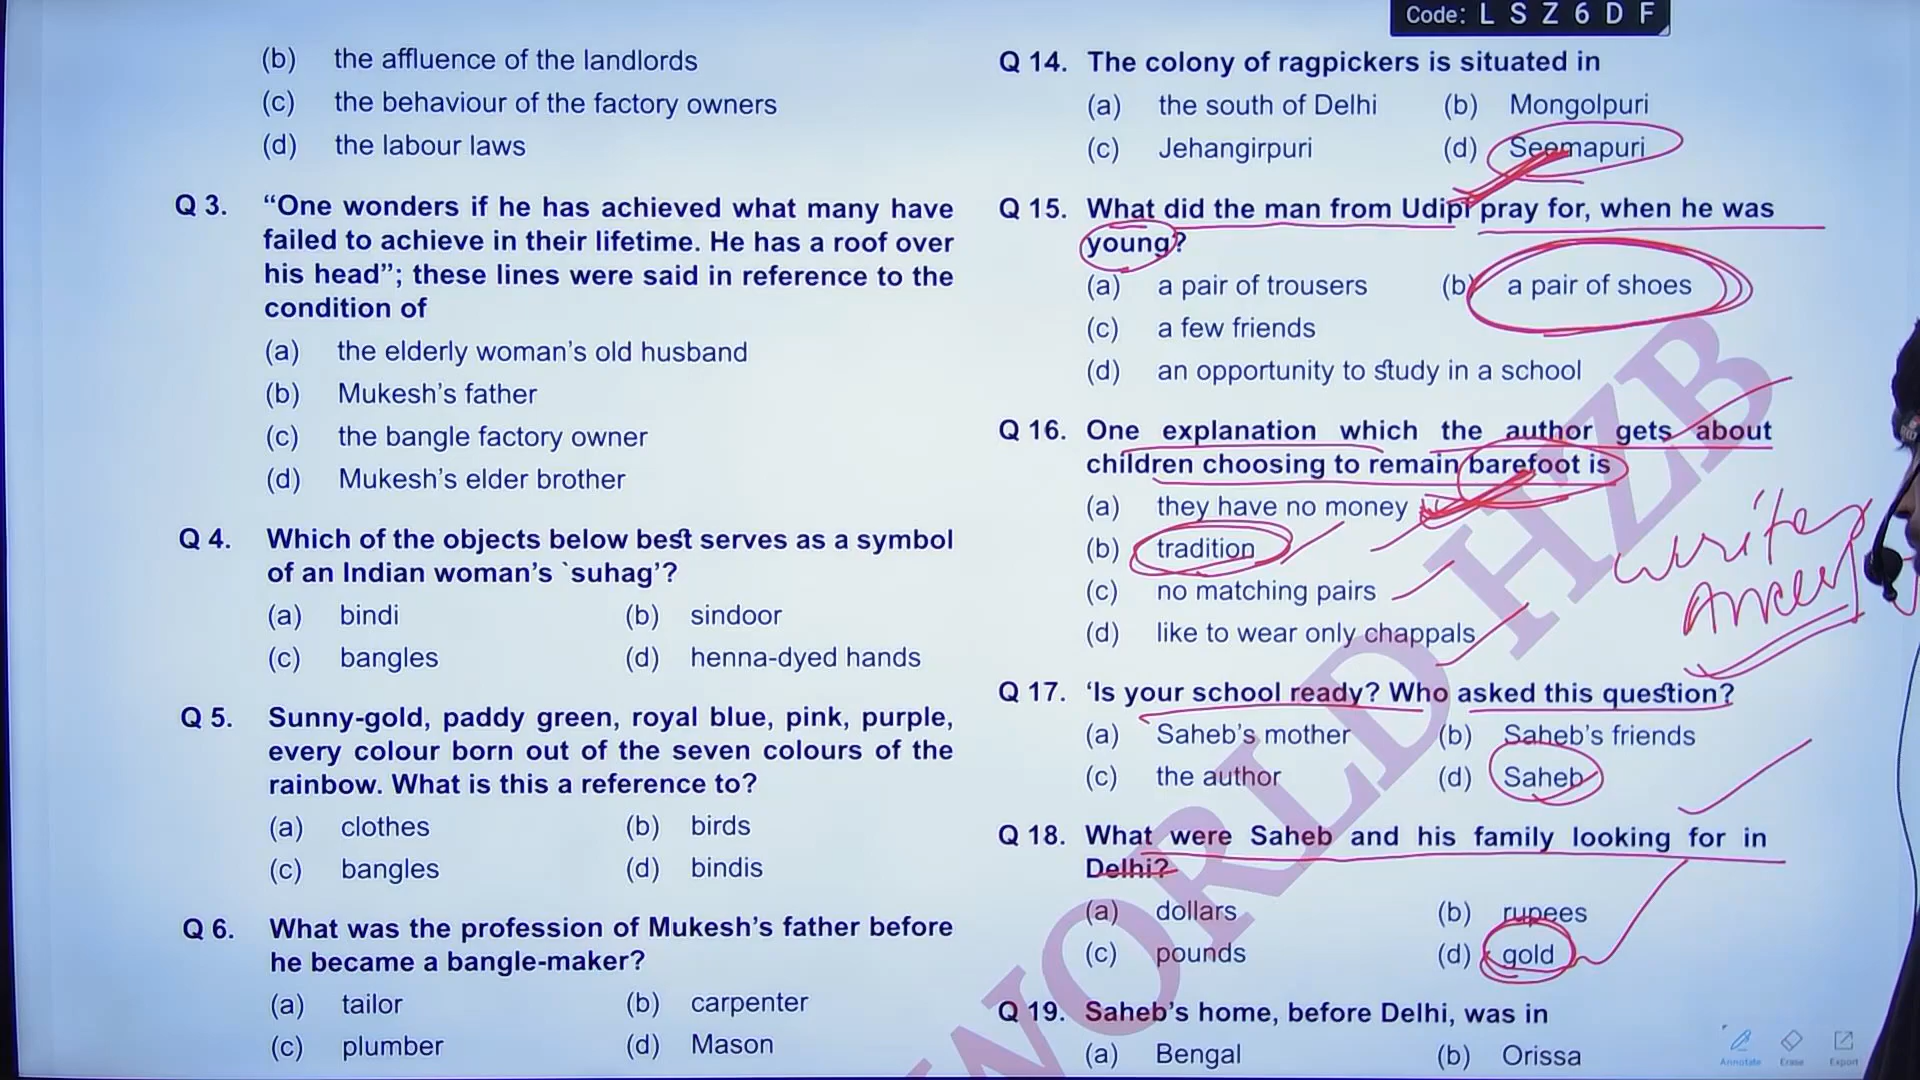 Code: L S Z 6 D F
(b) the affluence of the landlords
(c) the behaviour of the factory owners
(d) the labour laws
Q 3. “One wonders if he has achieved what many have
failed to achieve in their lifetime. He has a roof over
his head”; these lines were said in reference to the
condition of
(a) the elderly woman’s old husband
(b) Mukesh’s father
(c) the bangle factory owner
(d) Mukesh’s elder brother
Q 4. Which of the objects below best serves as a symbol
of an Indian woman’s `suhag’?
(a) bindi (b) sindoor
(c) bangles (d) henna-dyed hands
Q 5. Sunny-gold, paddy green, royal blue, pink, purple,
every colour born out of the seven colours of the
rainbow. What is this a reference to?
(a) clothes (b) birds
(c) bangles (d) bindis
Q 6. What was the profession of Mukesh’s father before
he became a bangle-maker?
(a) tailor (b) carpenter
(c) plumber (d) Mason
Q 14. The colony of ragpickers is situated in
(a) the south of Delhi (b) Mongolpuri
(c) Jehangirpuri (d) Seemapuri
Q 15. What did the man from Udipi pray for, when he was
young?
(a) a pair of trousers (b) a pair of shoes
(c) a few friends
(d) an opportunity to study in a school
Q 16. One explanation which the author gets about
children choosing to remain barefoot is
(a) they have no money
(b) tradition
(c) no matching pairs
(d) like to wear only chappals
writer
Q 17. ‘Is your school ready? Who asked this question?
(a) Saheb’s mother (b) Saheb’s friends
(c) the author (d) Saheb
Q 18. What were Saheb and his family looking for in
Delhi?
(a) dollars (b) rupees
(c) pounds (d) gold
Q 19. Saheb’s home, before Delhi, was in
(a) Bengal (b) Orissa
WORLD HZB
Annotate Erase Export